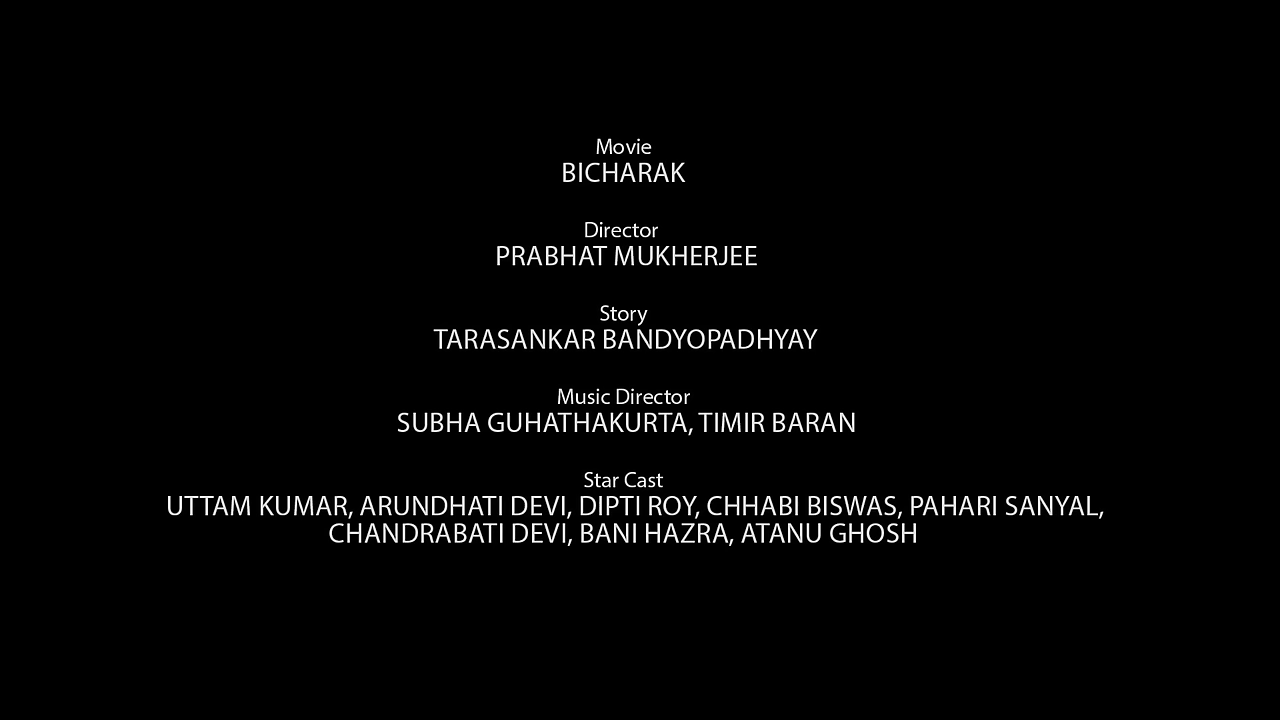 Movie
BICHARAK
Director
PRABHAT MUKHERJEE
Story
TARASANKAR BANDYOPADHYAY
Music Director
SUBHA GUHATHAKURTA, TIMIR BARAN
Star Cast
UTTAM KUMAR, ARUNDHATI DEVI, DIPTI ROY, CHHABI BISWAS, PAHARI SANYAL,
CHANDRABATI DEVI, BANI HAZRA, ATANU GHOSH